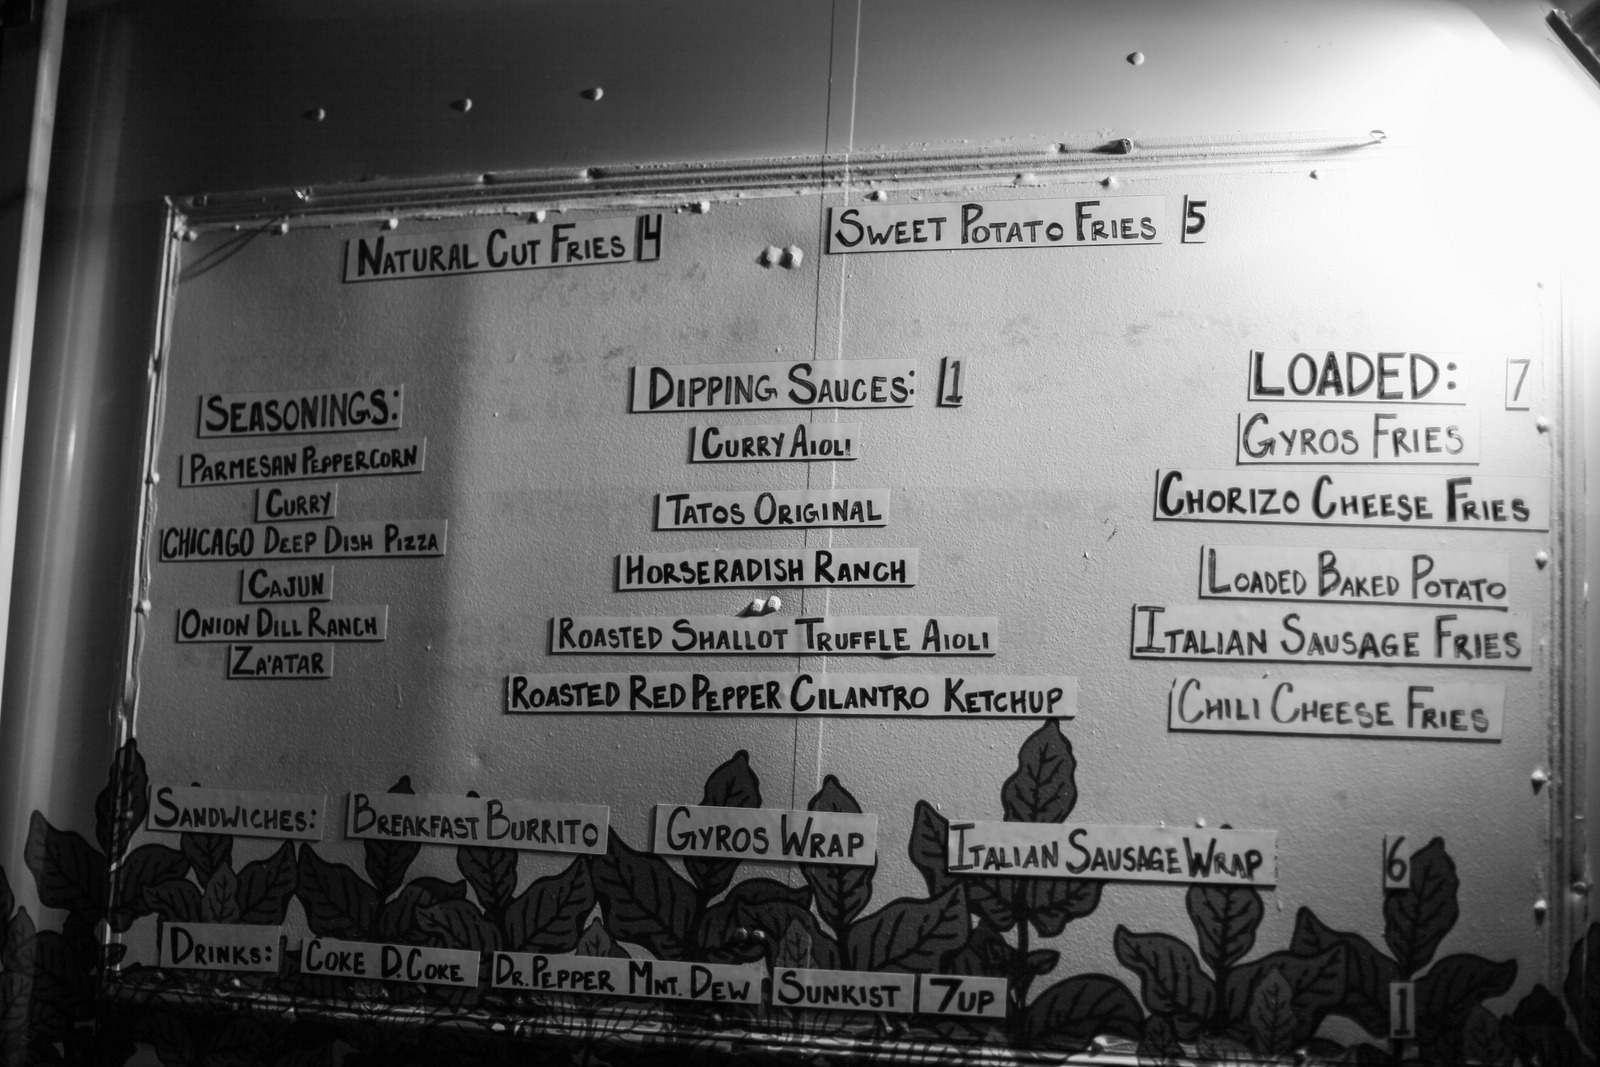 NATURAL CUT FRIES 4
SWEET POTATO FRIES 5
SEASONINGS:
PARMESAN PEPPERCORN
CURRY
CHICAGO DEEP DISH PIZZA
CAJUN
ONION DILL RANCH
ZA'ATAR
DIPPING SAUCES: 1
CURRY AIOLI
TATOS ORIGINAL
HORSERADISH RANCH
ROASTED SHALLOT TRUFFLE AIOLI
ROASTED RED PEPPER CILANTRO KETCHUP
LOADED: 7
GYROS FRIES
CHORIZO CHEESE FRIES
LOADED BAKED POTATO
ITALIAN SAUSAGE FRIES
CHILI CHEESE FRIES
SANDWICHES: BREAKFAST BURRITO GYROS WRAP ITALIAN SAUSAGE WRAP 6
DRINKS: COKE D.COKE DR.PEPPER MNT. DEW SUNKIST 7UP 1